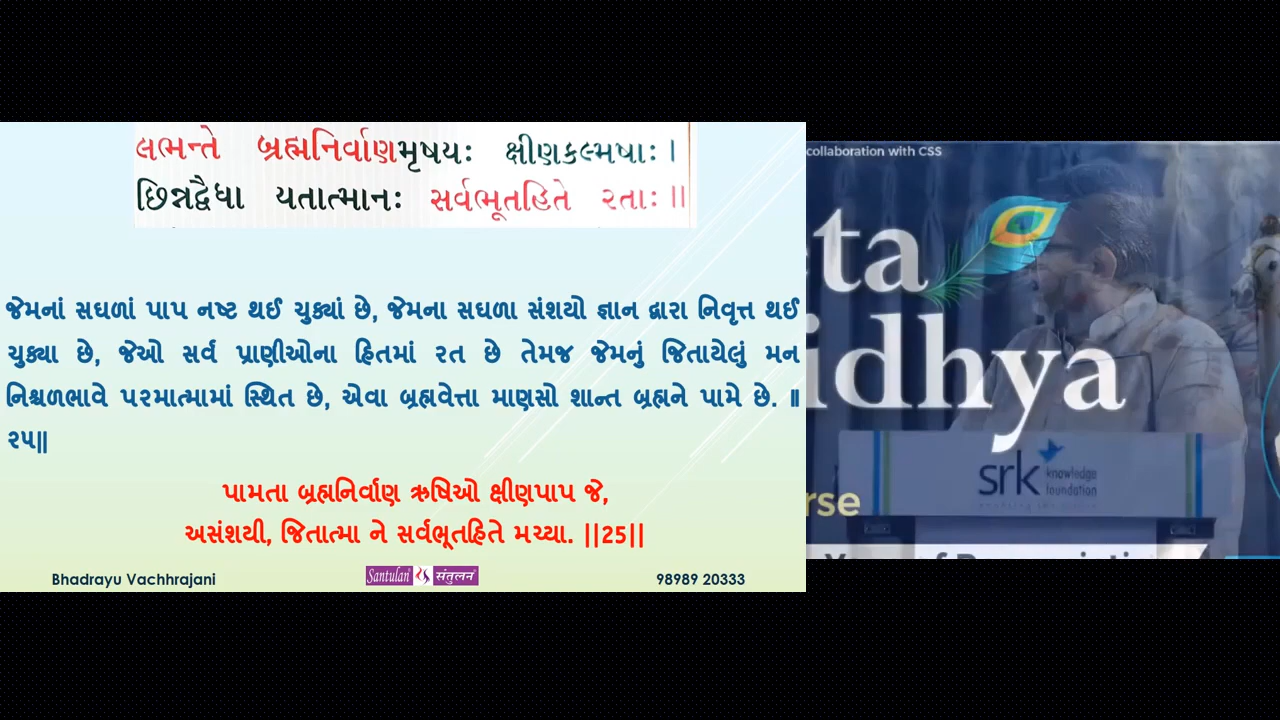 લભન્તે બ્રહ્મનિર્વાણમૃષયઃ ક્ષીણકલ્મષાઃ ।
છિન્નદ્વૈધા યતાત્માનઃ સર્વભૂતહિતે રતાઃ ।।
જેમનાં સઘળાં પાપ નષ્ટ થઈ ચુક્યાં છે, જેમના સઘળા સંશયો જ્ઞાન દ્વારા નિવૃત્ત થઈ
ચુક્યા છે, જેઓ સર્વ પ્રાણીઓના હિતમાં રત છે તેમજ જેમનું જિતાયેલું મન
નિશ્ચળભાવે પરમાત્મામાં સ્થિત છે, એવા બ્રહ્મવેત્તા માણસો શાન્ત બ્રહ્મને પામે છે. ॥
૨૫||
પામતા બ્રહ્મનિર્વાણ ઋષિઓ ક્ષીણપાપ જે,
અસંશયી, જિતાત્મા ને સર્વભૂતહિતે મચ્યા. ||25||
Bhadrayu Vachhrajani
Santulan સંતુલન
98989 20333
collaboration with CSS
eta
idhya
srk knowledge
foundation
rse